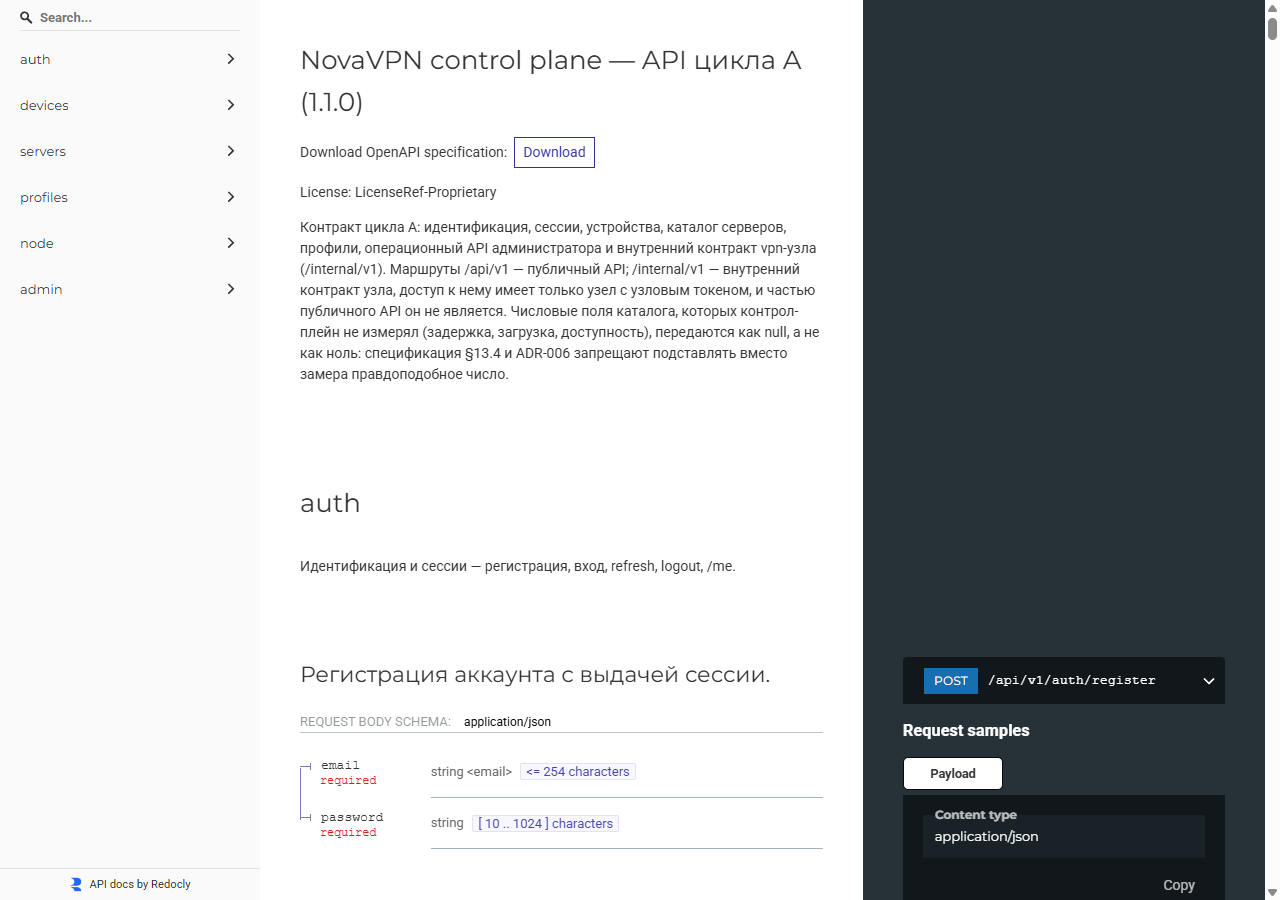 Search...
auth
devices
servers
profiles
node
admin
API docs by Redocly
NovaVPN control plane — API цикла A
(1.1.0)
Download OpenAPI specification: Download
License: LicenseRef-Proprietary
Контракт цикла A: идентификация, сессии, устройства, каталог серверов,
профили, операционный API администратора и внутренний контракт vpn-узла
(/internal/v1). Маршруты /api/v1 — публичный API; /internal/v1 — внутренний
контракт узла, доступ к нему имеет только узел с узловым токеном, и частью
публичного API он не является. Числовые поля каталога, которых контрол-
плейн не измерял (задержка, загрузка, доступность), передаются как null, а не
как ноль: спецификация §13.4 и ADR-006 запрещают подставлять вместо
замера правдоподобное число.
auth
Идентификация и сессии — регистрация, вход, refresh, logout, /me.
Регистрация аккаунта с выдачей сессии.
REQUEST BODY SCHEMA: application/json
email
required
string <email> <= 254 characters
password
required
string [ 10 .. 1024 ] characters
POST /api/v1/auth/register
Request samples
Payload
Content type
application/json
Copy